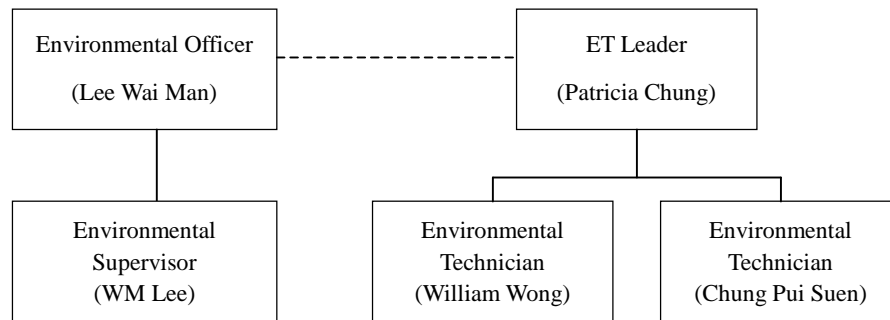 Environmental Officer
(Lee Wai Man)
ET Leader
(Patricia Chung)
Environmental
Supervisor
(WM Lee)
Environmental
Technician
(William Wong)
Environmental
Technician
(Chung Pui Suen)